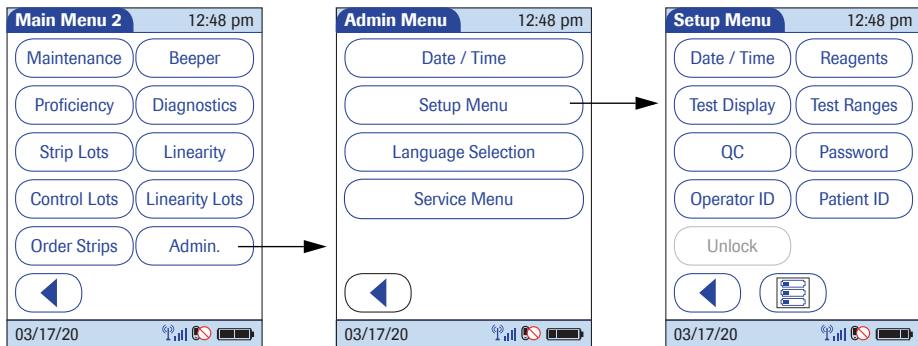 Main Menu 2 12:48 pm
Maintenance Beeper
Proficiency Diagnostics
Strip Lots Linearity
Control Lots Linearity Lots
Order Strips Admin.
03/17/20
Admin Menu 12:48 pm
Date / Time
Setup Menu
Language Selection
Service Menu
03/17/20
Setup Menu 12:48 pm
Date / Time Reagents
Test Display Test Ranges
QC Password
Operator ID Patient ID
Unlock
03/17/20